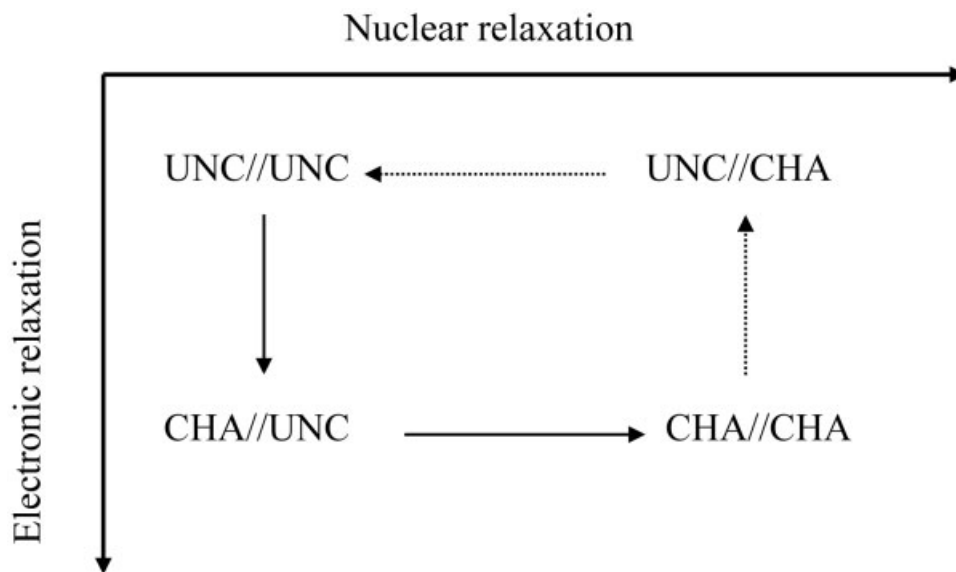 Nuclear relaxation
Electronic relaxation
UNC//UNC
UNC//CHA
CHA//UNC
CHA//CHA